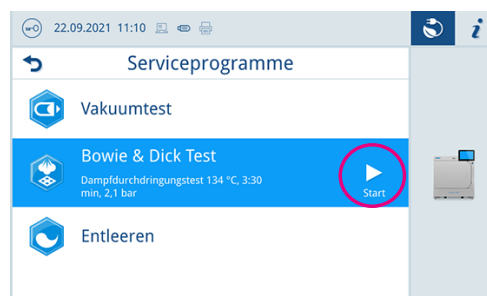 22.09.2021 11:10
Serviceprogramme
Vakuumtest
Bowie & Dick Test
Dampfdurchdringungstest 134 °C, 3:30
min, 2,1 bar
Start
Entleeren